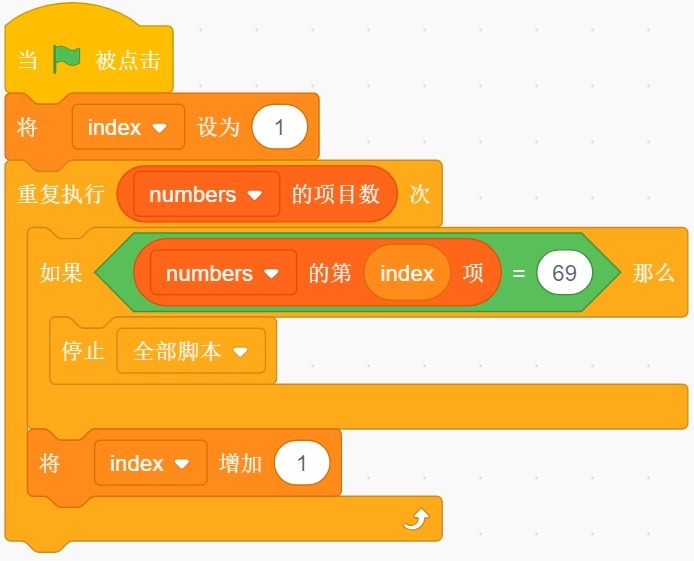 当 被点击
将 index 设为 1
重复执行 numbers 的项目数 次
如果 numbers 的第 index 项 = 69 那么
停止 全部脚本
将 index 增加 1